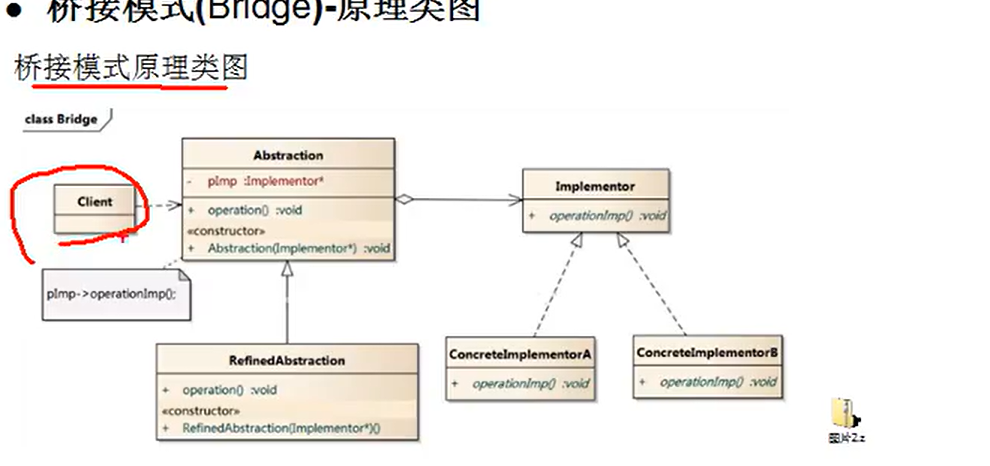 ● 桥接模式(Bridge)-原理类图
桥接模式原理类图
class Bridge
Client
Abstraction
- pImp :Implementor*
+ operation() :void
«constructor»
+ Abstraction(Implementor*) :void
Implementor
+ operationImp() :void
pImp->operationImp();
RefinedAbstraction
+ operation() :void
«constructor»
+ RefinedAbstraction(Implementor*)()
ConcreteImplementorA
+ operationImp() :void
ConcreteImplementorB
+ operationImp() :void
图片2.z